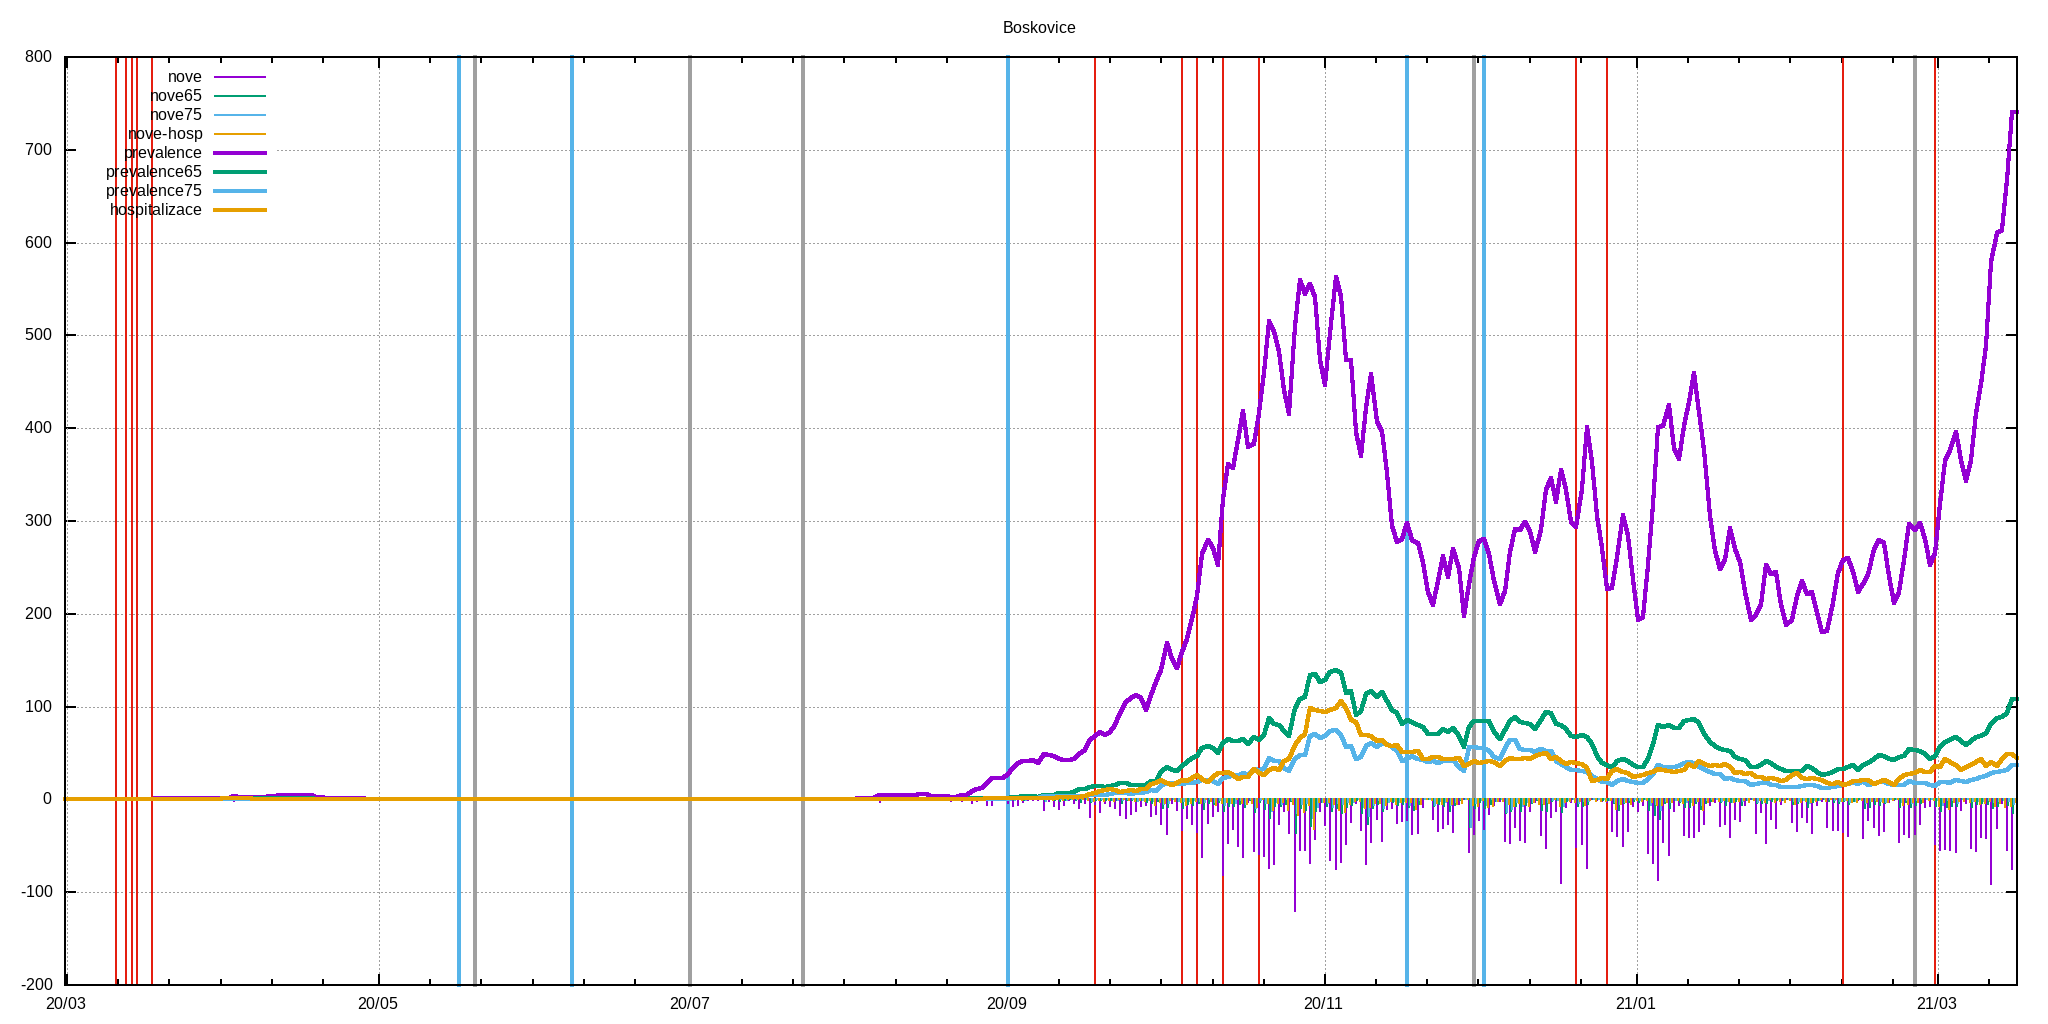 Boskovice
800
700
600
500
400
300
200
100
0
-100
-200
nove
nove65
nove75
nove-hosp
prevalence
prevalence65
prevalence75
hospitalizace
20/03 20/05 20/07 20/09 20/11 21/01 21/03